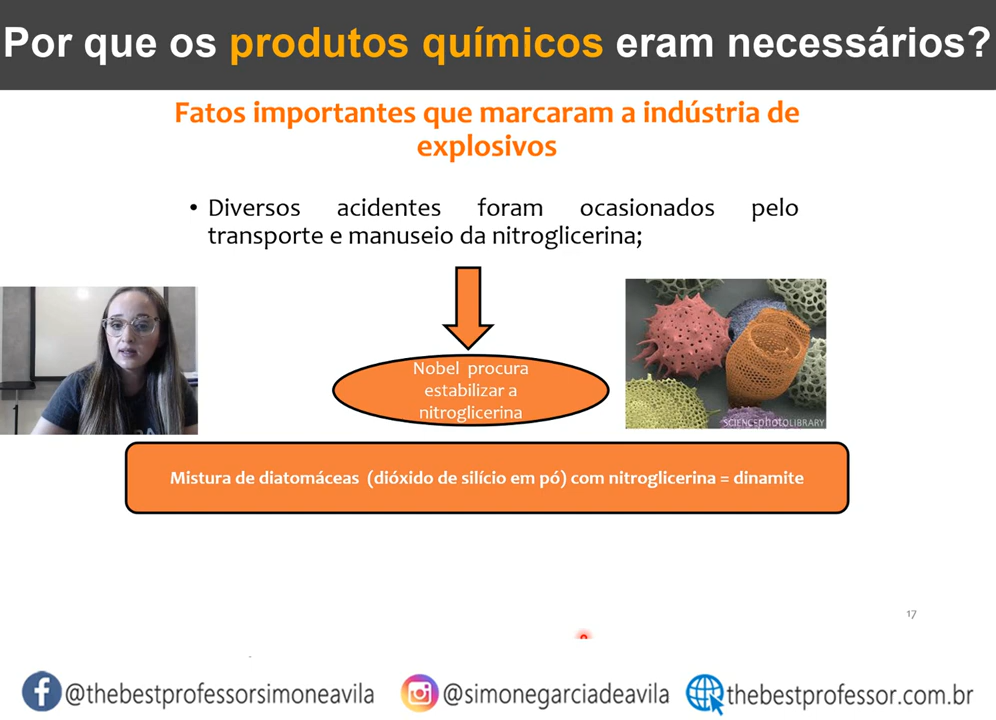 Por que os produtos químicos eram necessários?
Fatos importantes que marcaram a indústria de
explosivos
• Diversos acidentes foram ocasionados pelo
transporte e manuseio da nitroglicerina;
Nobel procura
estabilizar a
nitroglicerina
SCIENCEPHOTOLIBRARY
Mistura de diatomáceas (dióxido de silício em pó) com nitroglicerina = dinamite
17
@thebestprofessorsimoneavila @simonegarciadeavila thebestprofessor.com.br